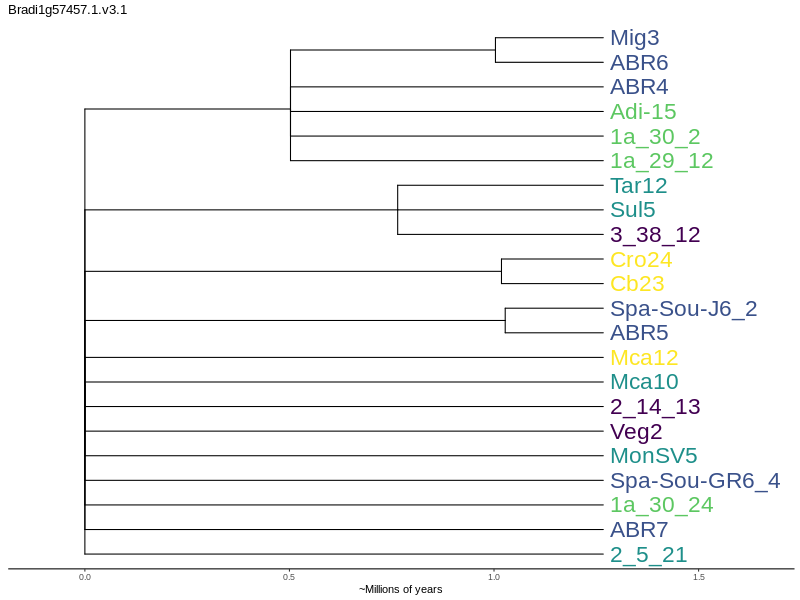 Bradi1g57457.1.v3.1
Mig3
ABR6
ABR4
Adi-15
1a_30_2
1a_29_12
Tar12
Sul5
3_38_12
Cro24
Cb23
Spa-Sou-J6_2
ABR5
Mca12
Mca10
2_14_13
Veg2
MonSV5
Spa-Sou-GR6_4
1a_30_24
ABR7
2_5_21
0.0 0.5 1.0 1.5
~Millions of years